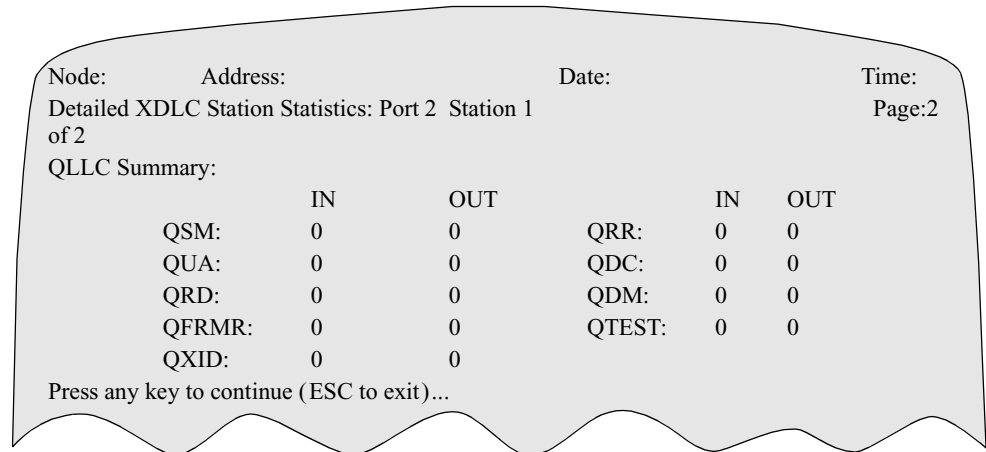 Node: Address: Date: Time:
Detailed XDLC Station Statistics: Port 2 Station 1 Page:2
of 2
QLLC Summary:
IN OUT IN OUT
QSM: 0 0 QRR: 0 0
QUA: 0 0 QDC: 0 0
QRD: 0 0 QDM: 0 0
QFRMR: 0 0 QTEST: 0 0
QXID: 0 0
Press any key to continue (ESC to exit)...